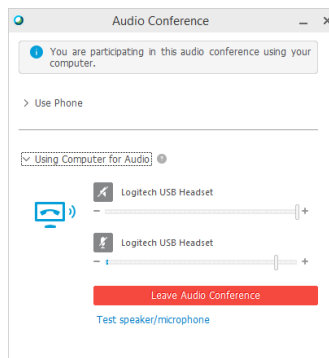 Audio Conference
You are participating in this audio conference using your
computer.
Use Phone
Using Computer for Audio
Logitech USB Headset
- +
Logitech USB Headset
- +
Leave Audio Conference
Test speaker/microphone